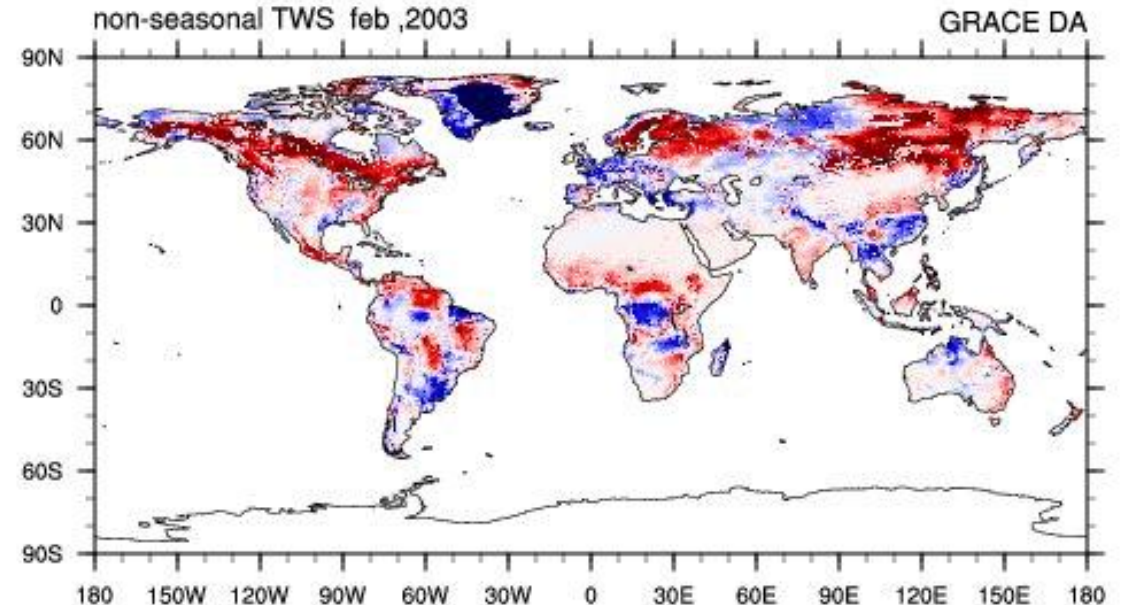 non-seasonal TWS feb ,2003 GRACE DA
90N
60N
30N
0
30S
60S
90S
180 150W 120W 90W 60W 30W 0 30E 60E 90E 120E 150E 180